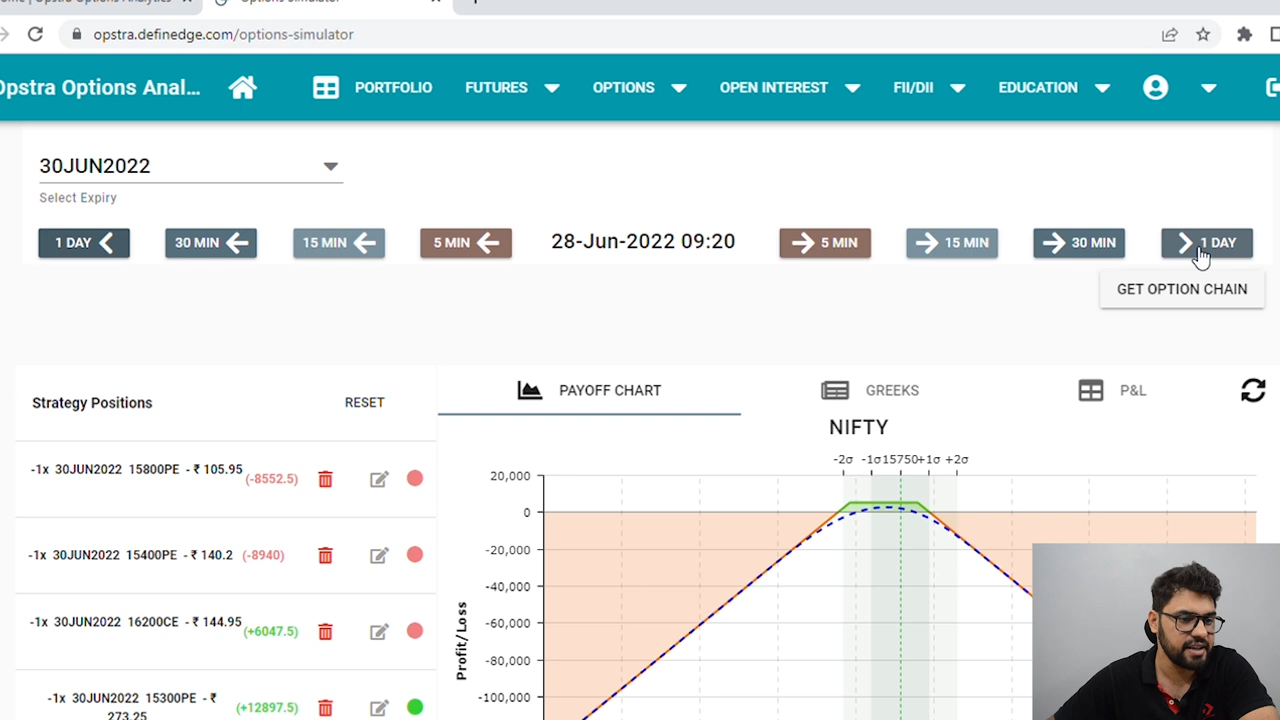 opstra.definedge.com/options-simulator
Opstra Options Anal... PORTFOLIO FUTURES OPTIONS OPEN INTEREST FII/DII EDUCATION
30JUN2022
Select Expiry
1 DAY 30 MIN 15 MIN 5 MIN 28-Jun-2022 09:20 5 MIN 15 MIN 30 MIN 1 DAY
GET OPTION CHAIN
Strategy Positions RESET
PAYOFF CHART GREEKS P&L
NIFTY
-2σ -1σ15750+1σ +2σ
-1x 30JUN2022 15800PE - ₹ 105.95 (-8552.5)
-1x 30JUN2022 15400PE - ₹ 140.2 (-8940)
-1x 30JUN2022 16200CE - ₹ 144.95 (+6047.5)
-1x 30JUN2022 15300PE - ₹
273.25 (+12897.5)
20,000
0
-20,000
-40,000
-60,000
-80,000
-100,000
Profit/Loss